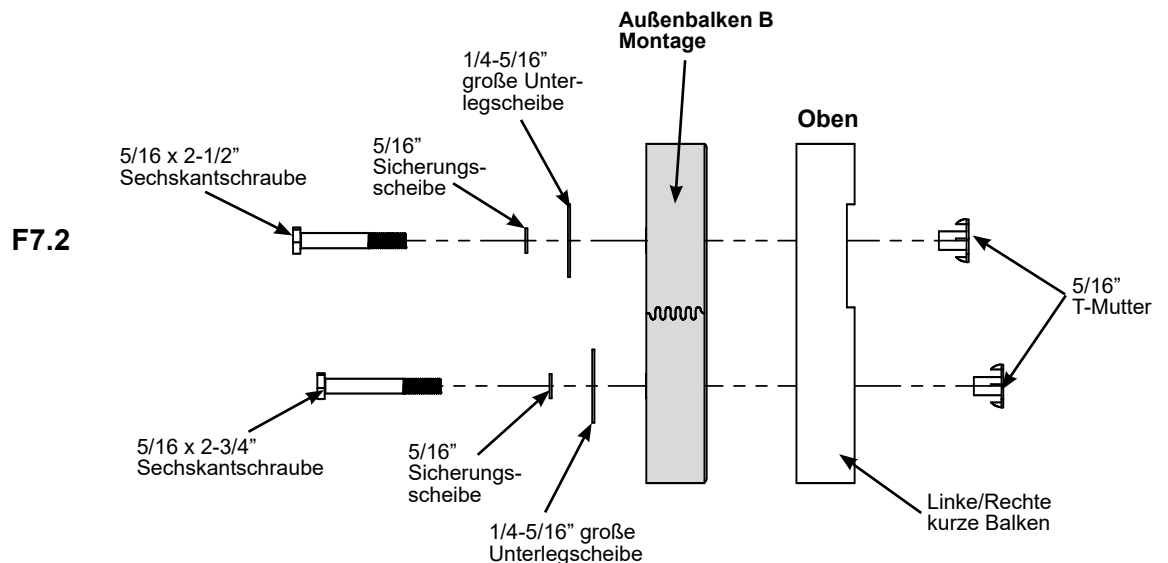 Außenbalken B
Montage
1/4-5/16”
große Unter-
legscheibe
Oben
5/16”
Sicherungs-
scheibe
5/16 x 2-1/2”
Sechskantschraube
F7.2
5/16”
T-Mutter
5/16 x 2-3/4”
Sechskantschraube
5/16”
Sicherungs-
scheibe
1/4-5/16” große
Unterlegscheibe
Linke/Rechte
kurze Balken